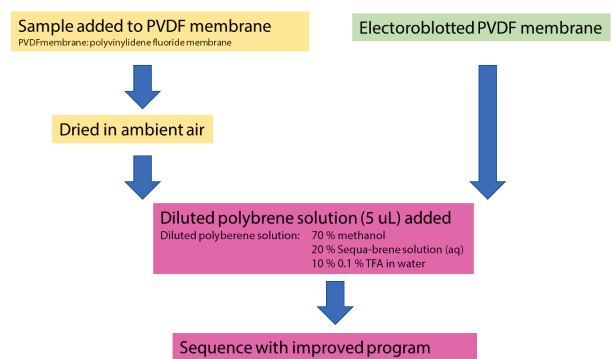 Sample added to PVDF membrane
PVDFmembrane: polyvinylidene fluoride membrane
Electoroblotted PVDF membrane
Dried in ambient air
Diluted polybrene solution (5 uL) added
Diluted polyberene solution: 70 % methanol
20 % Sequa-brene solution (aq)
10 % 0.1 % TFA in water
Sequence with improved program